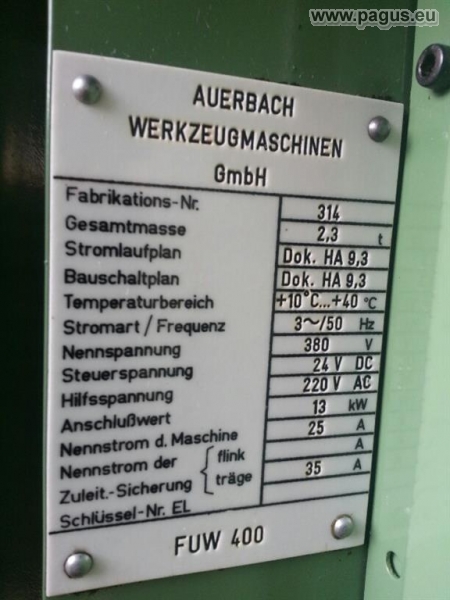 www.pagus.eu
AUERBACH
WERKZEUGMASCHINEN
GmbH
Fabrikations-Nr. 314
Gesamtmasse 2,3 t
Stromlaufplan Dok. HA 9,3
Bauschaltplan Dok. HA 9,3
Temperaturbereich +10°C...+40 °C
Stromart / Frequenz 3~/50 Hz
Nennspannung 380 V
Steuerspannung 24 V DC
Hilfsspannung 220 V AC
Anschlußwert 13 kW
Nennstrom d. Maschine 25 A
Nennstrom der { flink A
Zuleit.-Sicherung träge 35 A
Schlüssel-Nr. EL
FUW 400